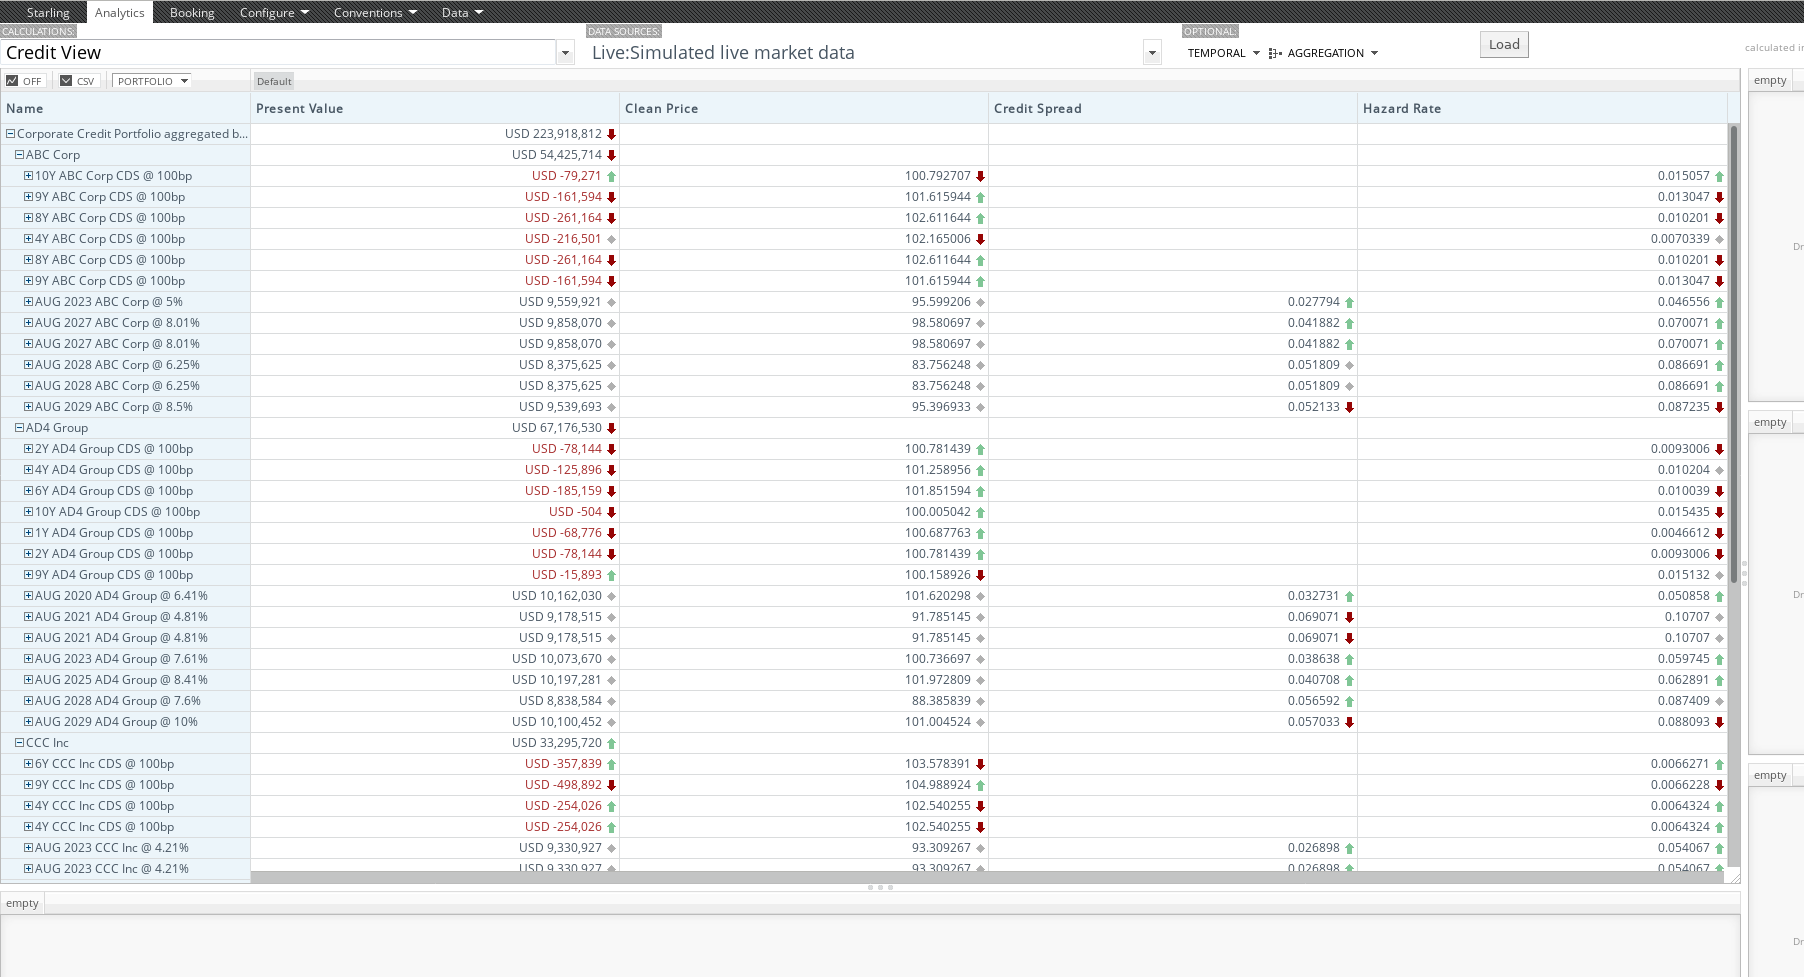 Starling Analytics Booking Configure Conventions Data
CALCULATIONS: DATA SOURCES: OPTIONAL:
Credit View Live:Simulated live market data TEMPORAL AGGREGATION Load calculated in
OFF CSV PORTFOLIO Default empty
Name Present Value Clean Price Credit Spread Hazard Rate
Corporate Credit Portfolio aggregated b... USD 223,918,812
ABC Corp USD 54,425,714
10Y ABC Corp CDS @ 100bp USD -79,271 100.792707 0.015057
9Y ABC Corp CDS @ 100bp USD -161,594 101.615944 0.013047
8Y ABC Corp CDS @ 100bp USD -261,164 102.611644 0.010201
4Y ABC Corp CDS @ 100bp USD -216,501 102.165006 0.0070339
Dr
8Y ABC Corp CDS @ 100bp USD -261,164 102.611644 0.010201
9Y ABC Corp CDS @ 100bp USD -161,594 101.615944 0.013047
AUG 2023 ABC Corp @ 5% USD 9,559,921 95.599206 0.027794 0.046556
AUG 2027 ABC Corp @ 8.01% USD 9,858,070 98.580697 0.041882 0.070071
AUG 2027 ABC Corp @ 8.01% USD 9,858,070 98.580697 0.041882 0.070071
AUG 2028 ABC Corp @ 6.25% USD 8,375,625 83.756248 0.051809 0.086691
AUG 2028 ABC Corp @ 6.25% USD 8,375,625 83.756248 0.051809 0.086691
AUG 2029 ABC Corp @ 8.5% USD 9,539,693 95.396933 0.052133 0.087235
AD4 Group USD 67,176,530 empty
2Y AD4 Group CDS @ 100bp USD -78,144 100.781439 0.0093006
4Y AD4 Group CDS @ 100bp USD -125,896 101.258956 0.010204
6Y AD4 Group CDS @ 100bp USD -185,159 101.851594 0.010039
10Y AD4 Group CDS @ 100bp USD -504 100.005042 0.015435
1Y AD4 Group CDS @ 100bp USD -68,776 100.687763 0.0046612
2Y AD4 Group CDS @ 100bp USD -78,144 100.781439 0.0093006
9Y AD4 Group CDS @ 100bp USD -15,893 100.158926 0.015132
AUG 2020 AD4 Group @ 6.41% USD 10,162,030 101.620298 0.032731 0.050858 Dr
AUG 2021 AD4 Group @ 4.81% USD 9,178,515 91.785145 0.069071 0.10707
AUG 2021 AD4 Group @ 4.81% USD 9,178,515 91.785145 0.069071 0.10707
AUG 2023 AD4 Group @ 7.61% USD 10,073,670 100.736697 0.038638 0.059745
AUG 2025 AD4 Group @ 8.41% USD 10,197,281 101.972809 0.040708 0.062891
AUG 2028 AD4 Group @ 7.6% USD 8,838,584 88.385839 0.056592 0.087409
AUG 2029 AD4 Group @ 10% USD 10,100,452 101.004524 0.057033 0.088093
CCC Inc USD 33,295,720
6Y CCC Inc CDS @ 100bp USD -357,839 103.578391 0.0066271
empty
9Y CCC Inc CDS @ 100bp USD -498,892 104.988924 0.0066228
4Y CCC Inc CDS @ 100bp USD -254,026 102.540255 0.0064324
4Y CCC Inc CDS @ 100bp USD -254,026 102.540255 0.0064324
AUG 2023 CCC Inc @ 4.21% USD 9,330,927 93.309267 0.026898 0.054067
AUG 2023 CCC Inc @ 4.21% USD 9,330,927 93.309267 0.026898 0.054067
empty
Dr